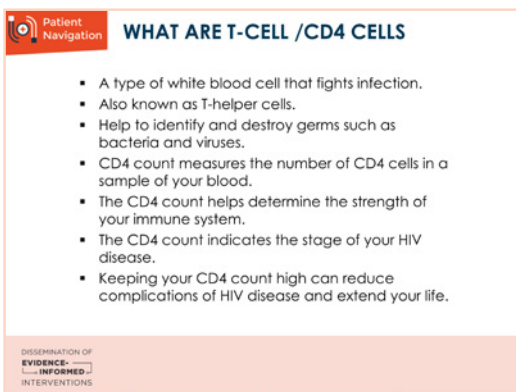 Patient
Navigation
WHAT ARE T-CELL /CD4 CELLS
▪ A type of white blood cell that fights infection.
▪ Also known as T-helper cells.
▪ Help to identify and destroy germs such as
bacteria and viruses.
▪ CD4 count measures the number of CD4 cells in a
sample of your blood.
▪ The CD4 count helps determine the strength of
your immune system.
▪ The CD4 count indicates the stage of your HIV
disease.
▪ Keeping your CD4 count high can reduce
complications of HIV disease and extend your life.
DISSEMINATION OF
EVIDENCE-
INFORMED
INTERVENTIONS